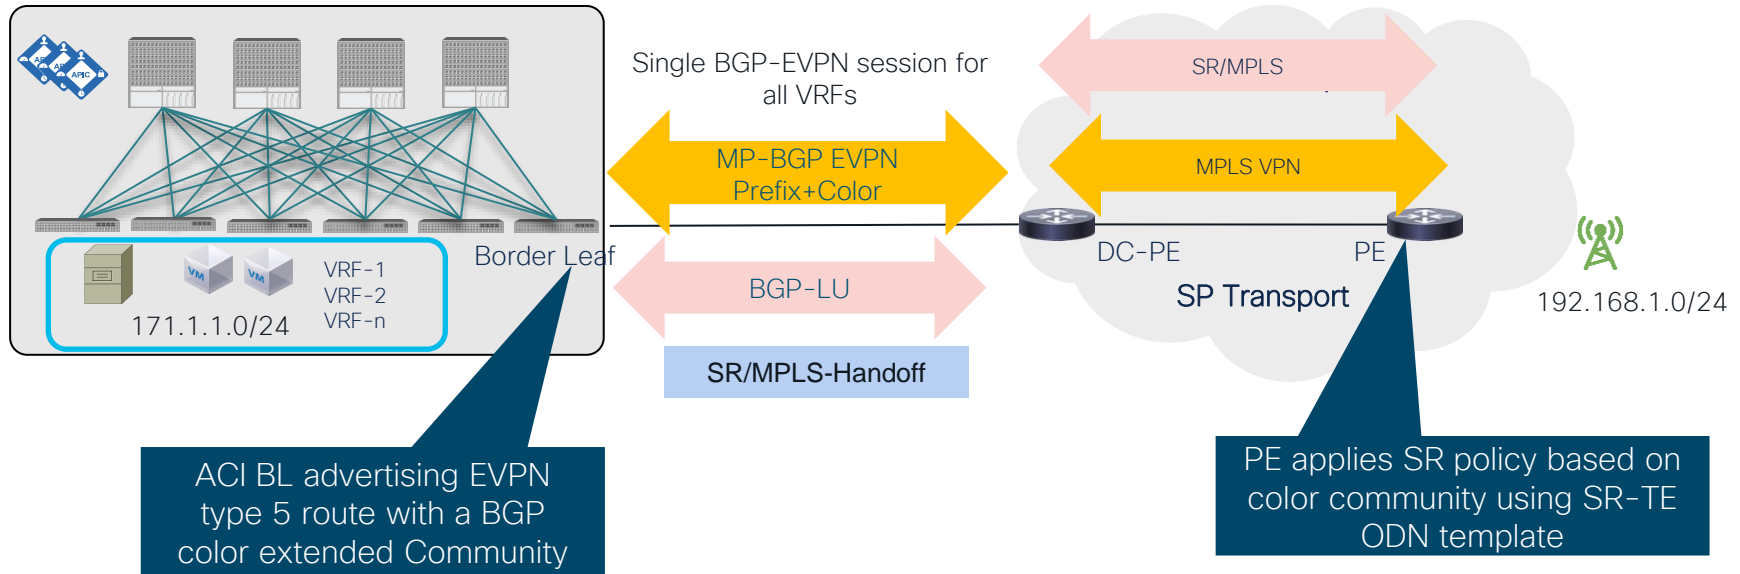 APIC
Single BGP-EVPN session for
all VRFs
SR/MPLS
MP-BGP EVPN
Prefix+Color
MPLS VPN
Border Leaf
DC-PE
PE
VM
VM
VRF-1
VRF-2
VRF-n
171.1.1.0/24
BGP-LU
SP Transport
192.168.1.0/24
SR/MPLS-Handoff
ACI BL advertising EVPN
type 5 route with a BGP
color extended Community
PE applies SR policy based on
color community using SR-TE
ODN template